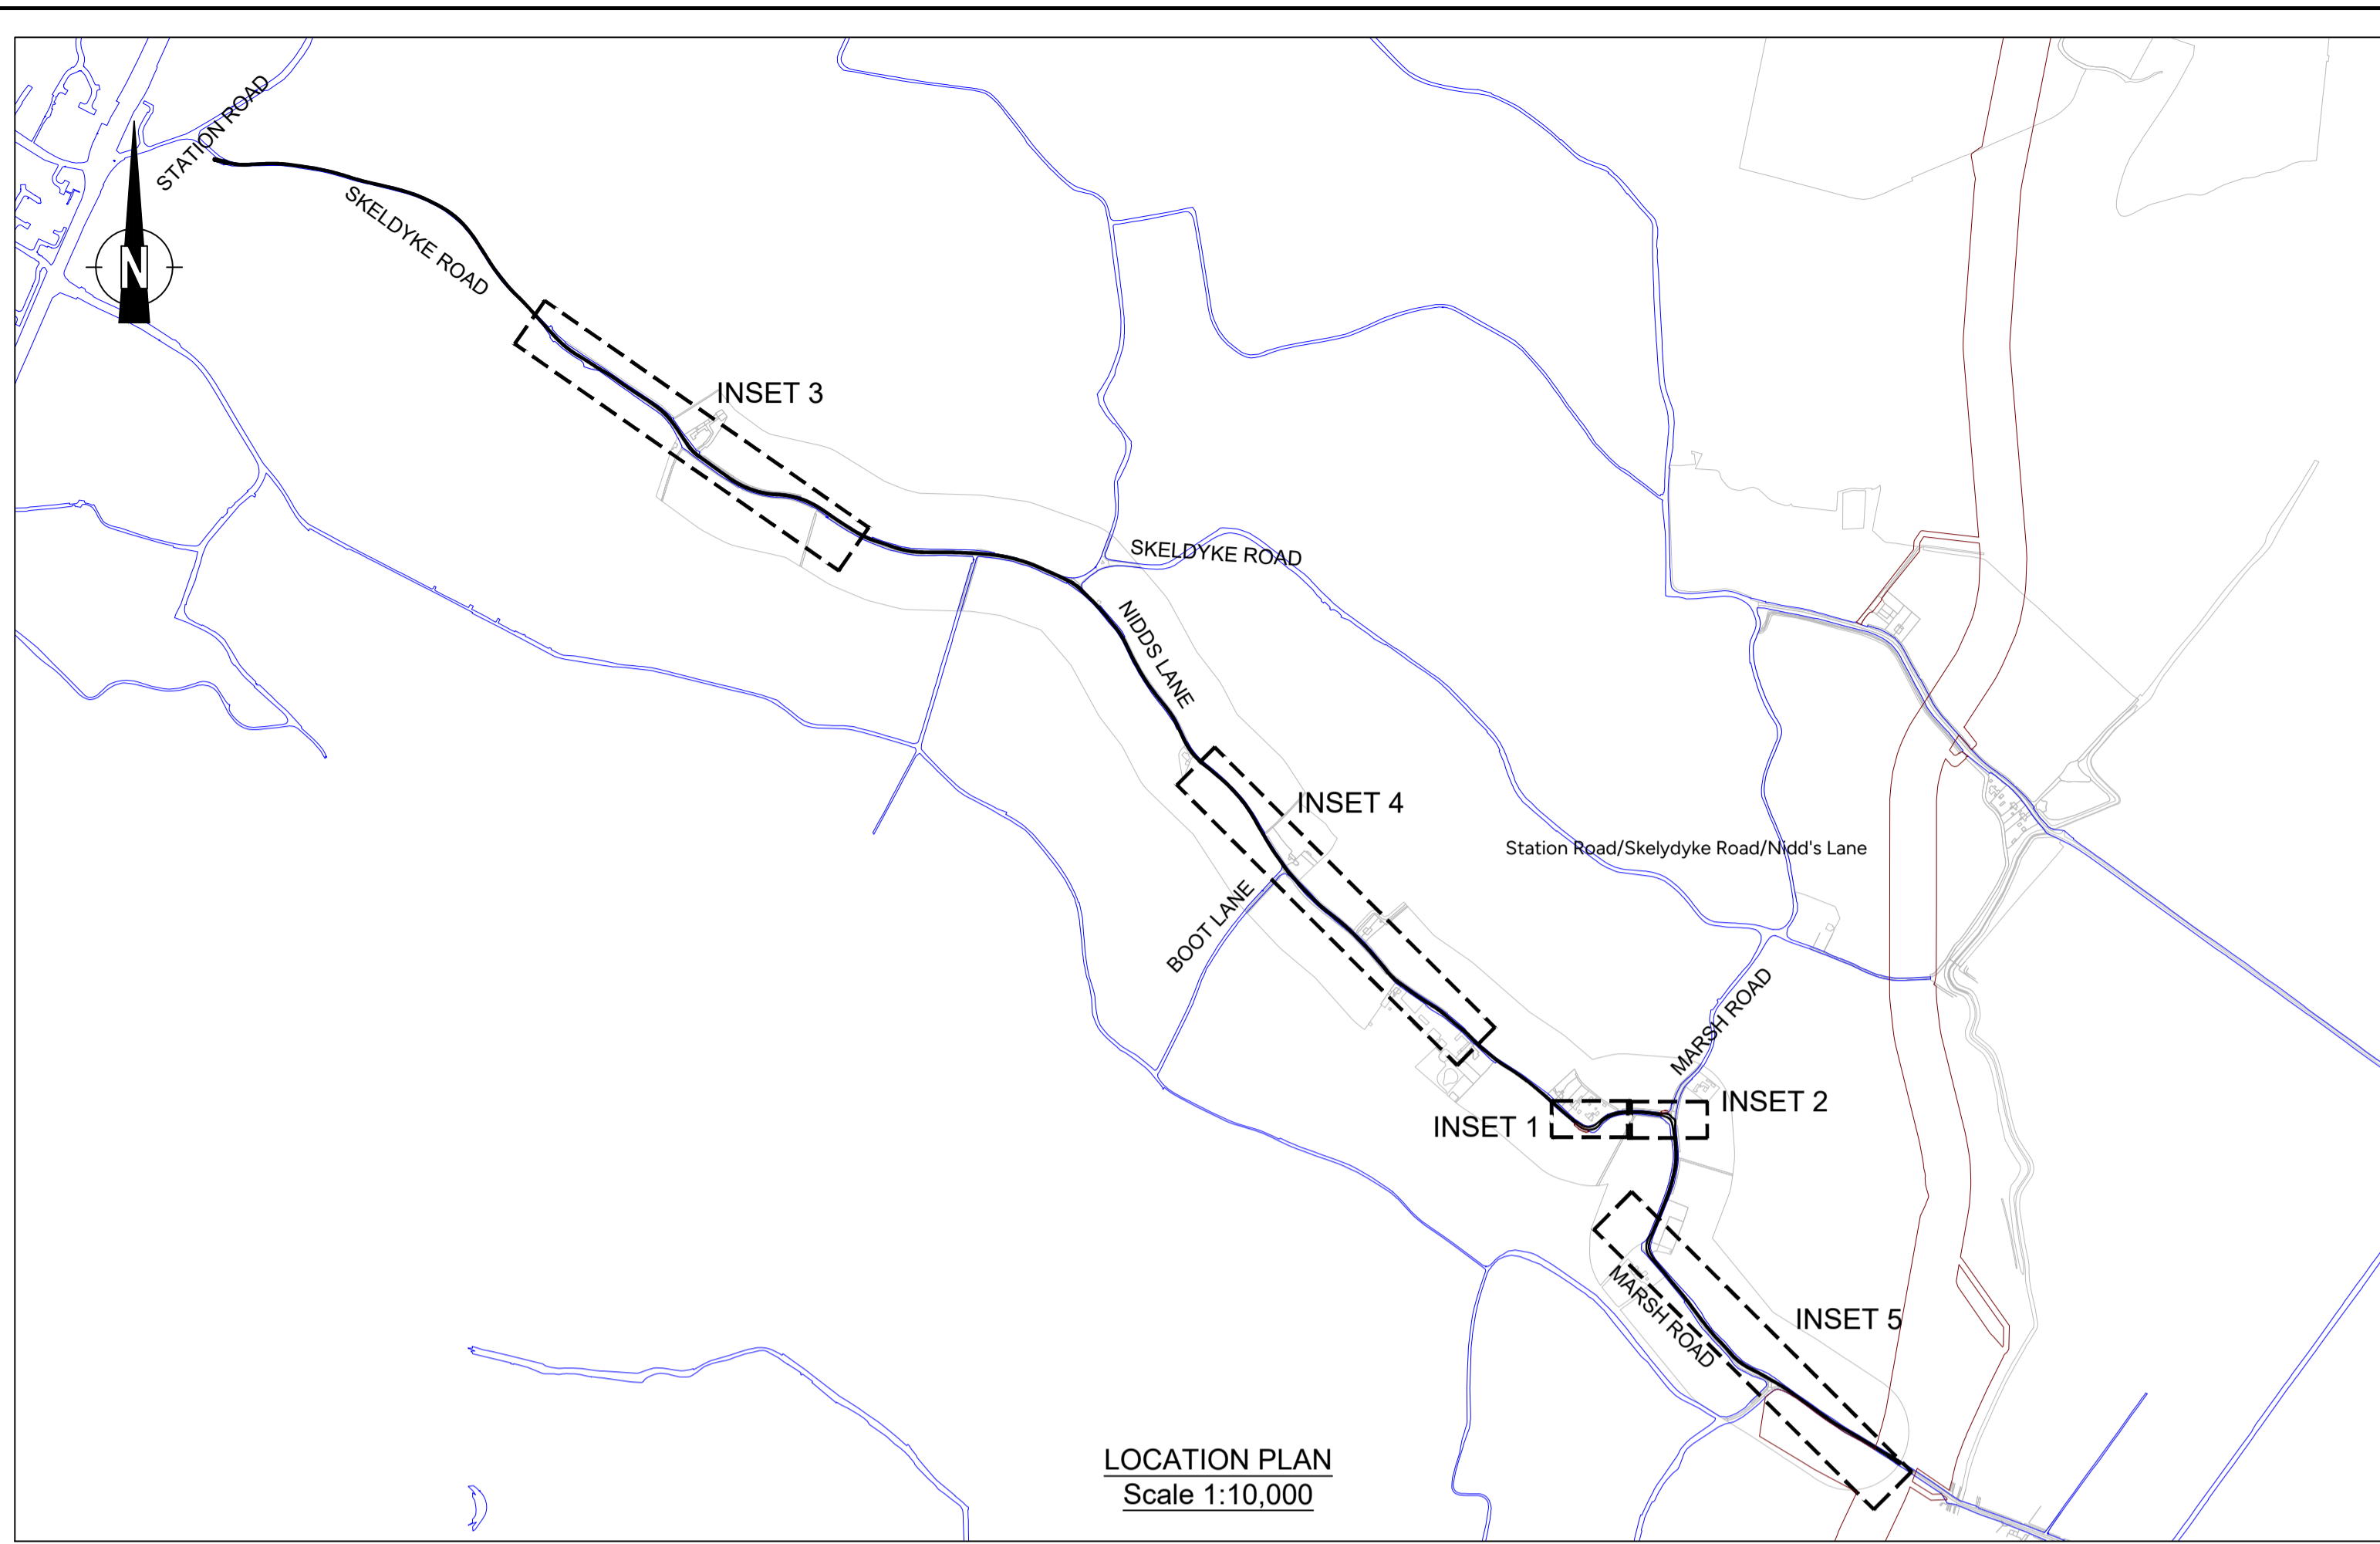 STATION ROAD
SKELDYKE ROAD
N
INSET 3
SKELDYKE ROAD
NIDDS LANE
INSET 4
Station Road/Skelydyke Road/Nidd's Lane
BOOT LANE
MARSH ROAD
INSET 2
INSET 1
MARSH ROAD
INSET 5
LOCATION PLAN
Scale 1:10,000